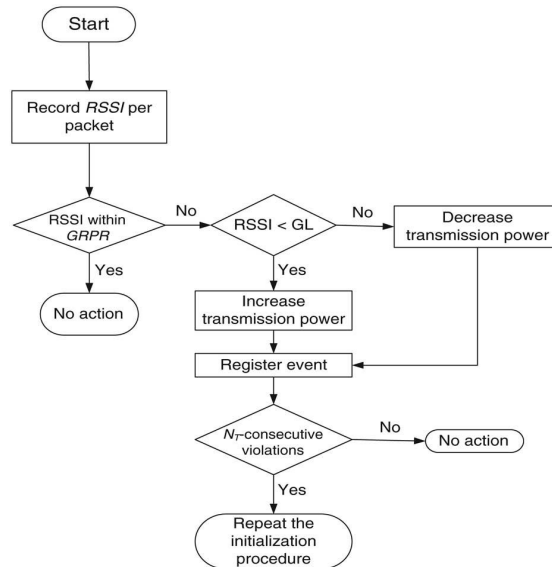 Start
Record RSSI per
packet
RSSI within
GRPR
No
RSSI < GL
No
Decrease
transmission power
Yes
No action
Yes
Increase
transmission power
Register event
N_T-consecutive
violations
No
No action
Yes
Repeat the
initialization
procedure